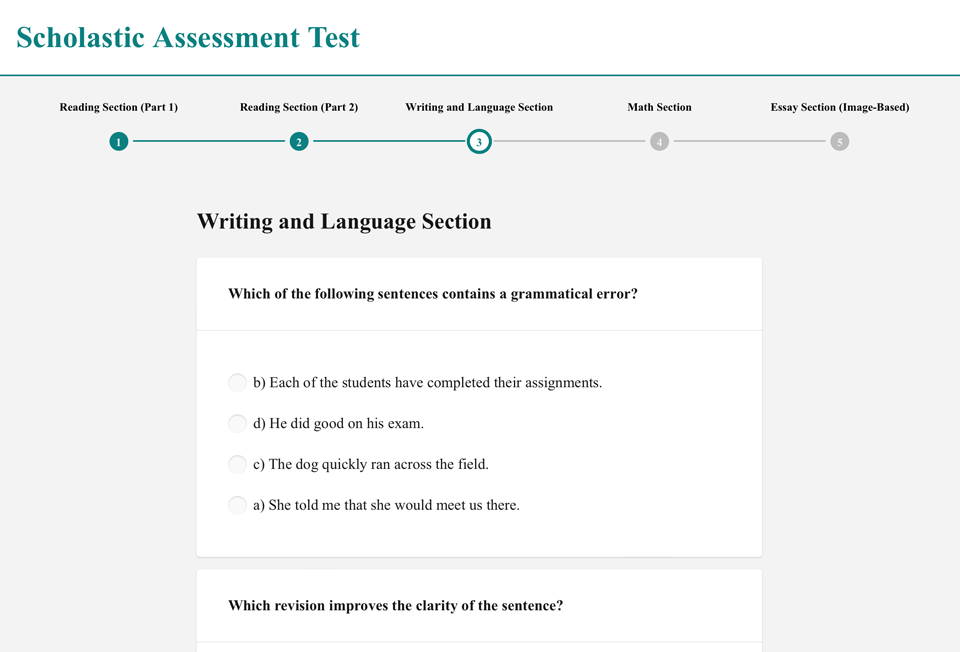 Scholastic Assessment Test
Reading Section (Part 1)
Reading Section (Part 2)
Writing and Language Section
Math Section
Essay Section (Image-Based)
1
2
3
4
5
Writing and Language Section
Which of the following sentences contains a grammatical error?
b) Each of the students have completed their assignments.
d) He did good on his exam.
c) The dog quickly ran across the field.
a) She told me that she would meet us there.
Which revision improves the clarity of the sentence?